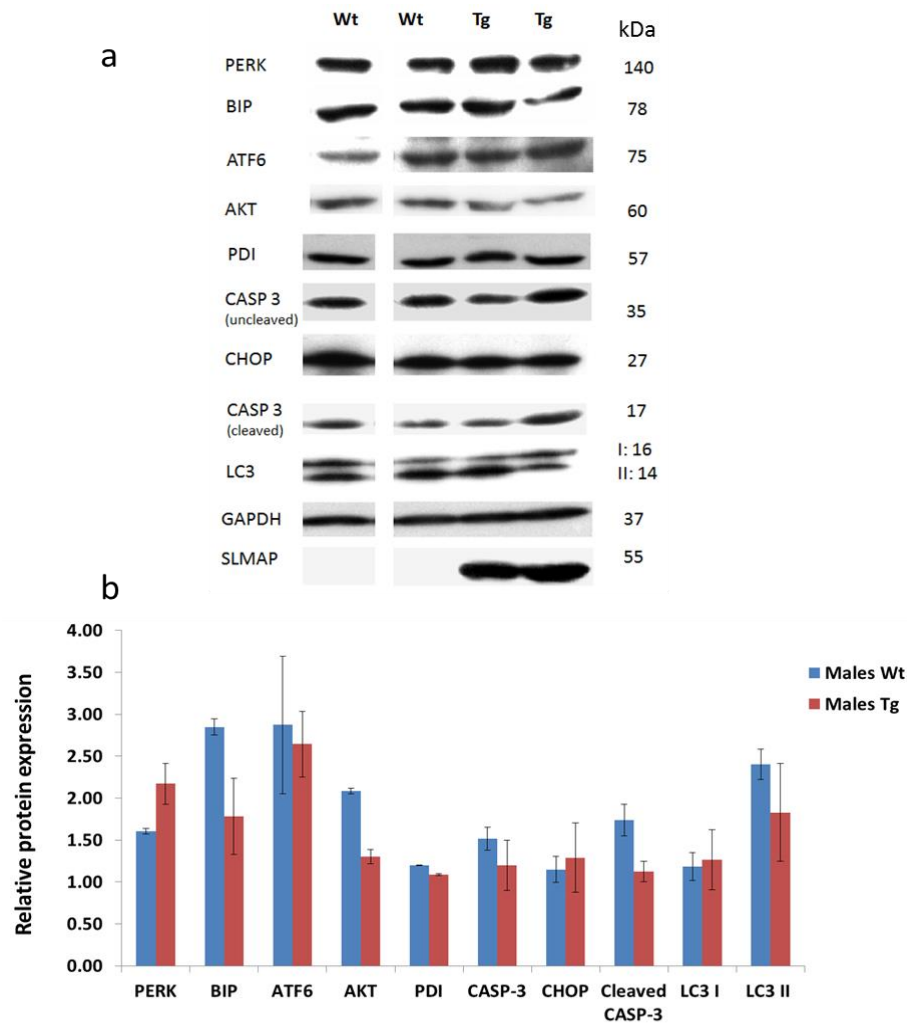 Wt Wt Tg Tg kDa
a
PERK 140
BIP 78
ATF6 75
AKT 60
PDI 57
CASP 3
(uncleaved) 35
CHOP 27
CASP 3 17
(cleaved)
I: 16
LC3 II: 14
GAPDH 37
SLMAP 55
b
4.00
3.50
3.00
2.50
2.00
1.50
1.00
0.50
0.00
Relative protein expression
Males Wt
Males Tg
PERK BIP ATF6 AKT PDI CASP-3 CHOP Cleaved LC3 I LC3 II
CASP-3